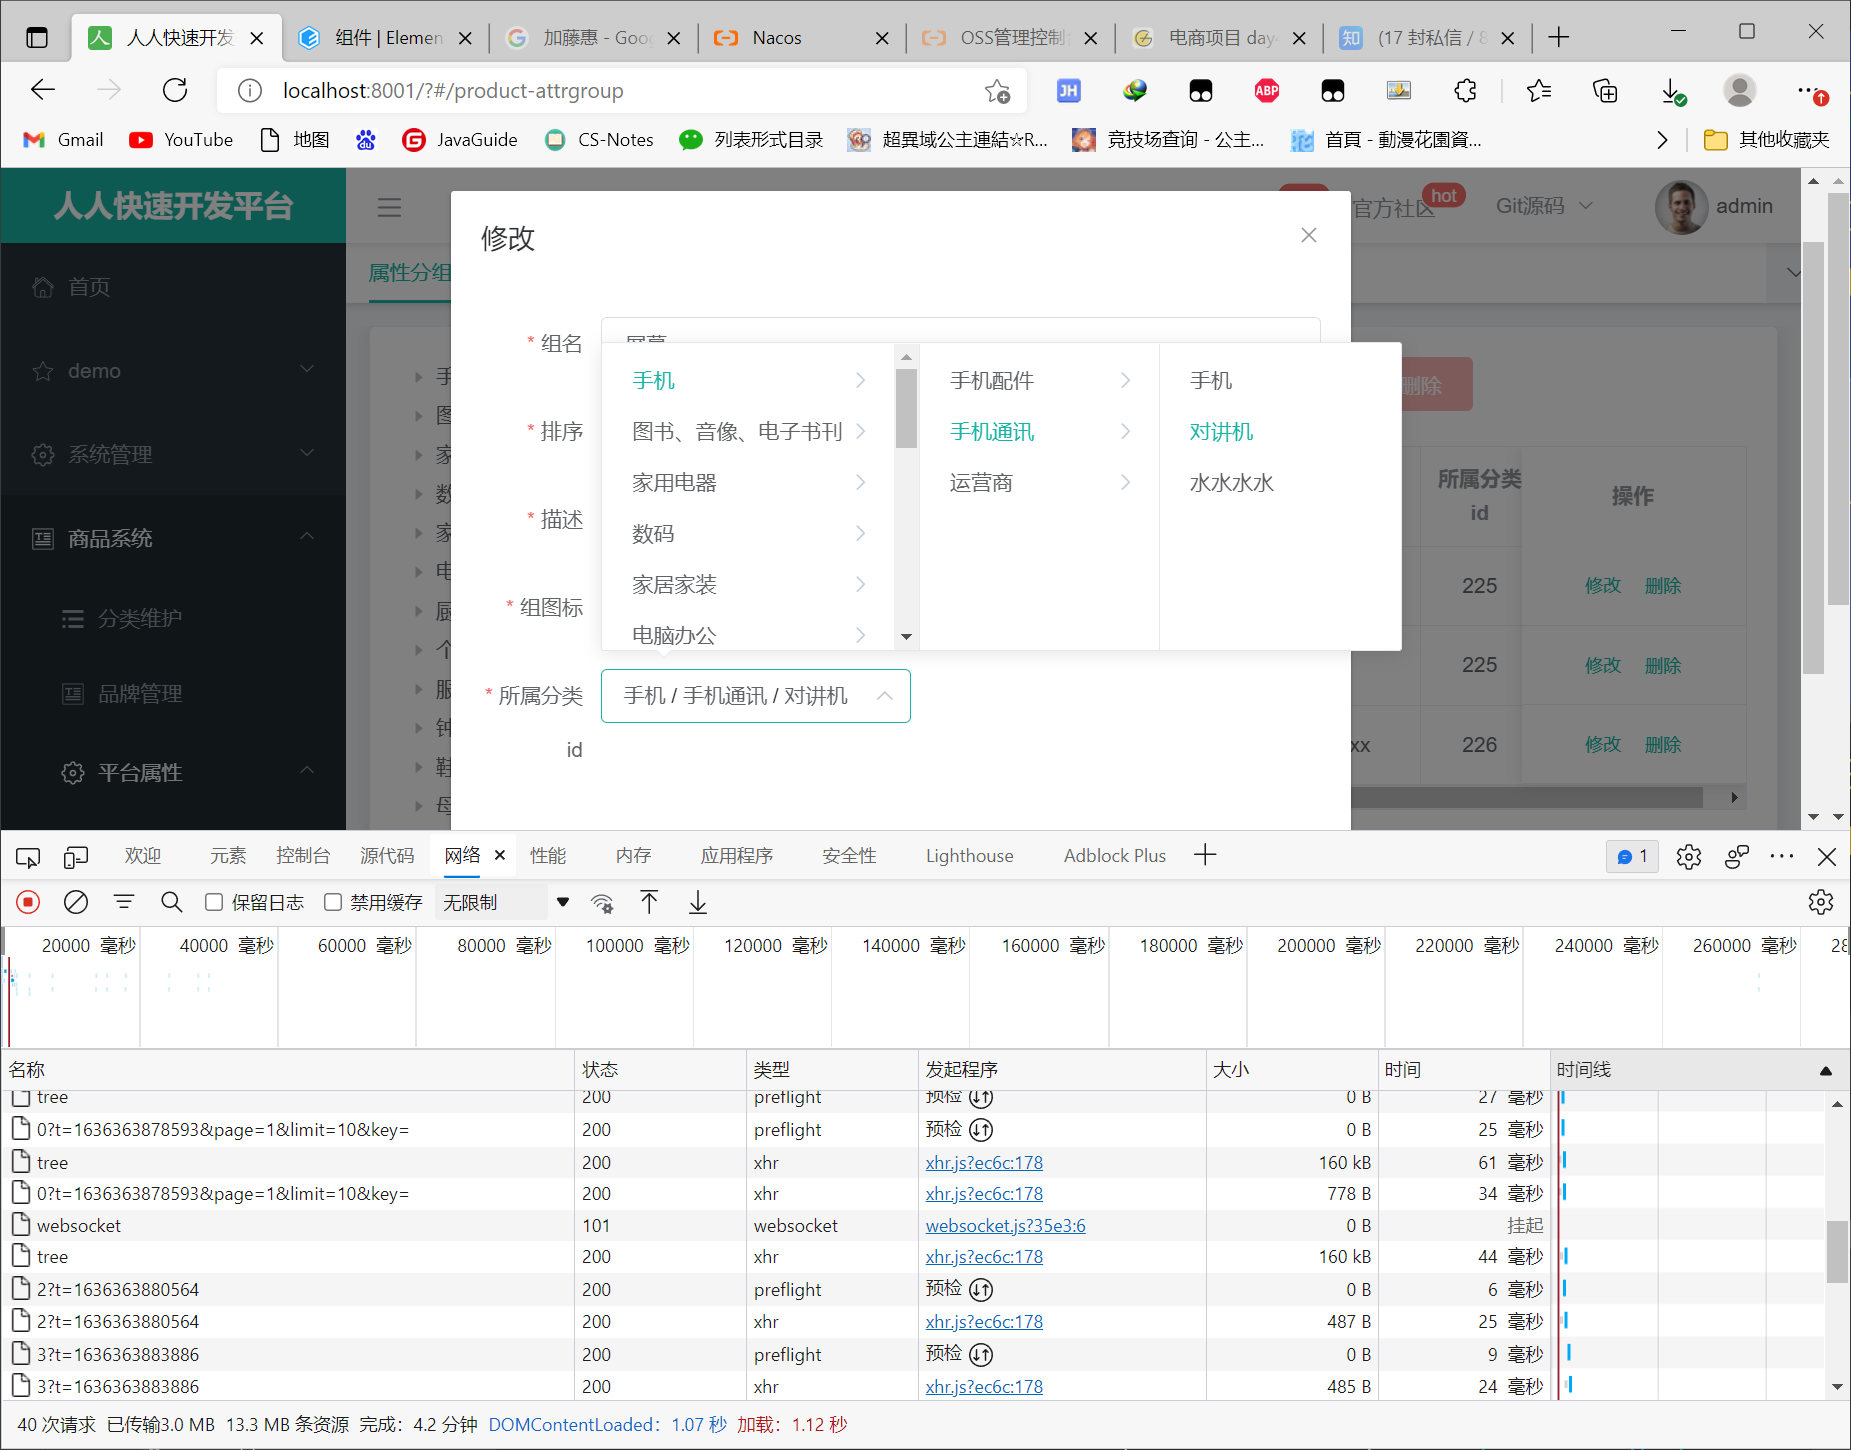 人人快速开发 组件 | Elemen 加藤惠 - Goo Nacos OSS管理控制 电商项目 day 知 (17 封私信 / 8
localhost:8001/?#/product-attrgroup JH ABP
Gmail YouTube 地图 JavaGuide CS-Notes 列表形式目录 超異域公主連結☆R... 竞技场查询 - 公主... 首頁 - 動漫花園資... 其他收藏夹
人人快速开发平台
官方社区 hot Git源码 admin
首页
demo
系统管理
商品系统
分类维护
品牌管理
平台属性
属性分组
删除
所属分类
id
操作
225 修改 删除
225 修改 删除
xx 226 修改 删除
修改
* 组名
* 排序
* 描述
* 组图标
* 所属分类
id
手机 / 手机通讯 / 对讲机
手机 手机配件 手机
图书、音像、电子书刊 手机通讯 对讲机
家用电器 运营商 水水水水
数码
家居家装
电脑办公
欢迎 元素 控制台 源代码 网络 性能 内存 应用程序 安全性 Lighthouse Adblock Plus 1
保留日志 禁用缓存 无限制
20000 毫秒 40000 毫秒 60000 毫秒 80000 毫秒 100000 毫秒 120000 毫秒 140000 毫秒 160000 毫秒 180000 毫秒 200000 毫秒 220000 毫秒 240000 毫秒 260000 毫秒 28
名称 状态 类型 发起程序 大小 时间 时间线
tree 200 preflight 预检 0 B 27 毫秒
0?t=1636363878593&page=1&limit=10&key= 200 preflight 预检 0 B 25 毫秒
tree 200 xhr xhr.js?ec6c:178 160 kB 61 毫秒
0?t=1636363878593&page=1&limit=10&key= 200 xhr xhr.js?ec6c:178 778 B 34 毫秒
websocket 101 websocket websocket.js?35e3:6 0 B 挂起
tree 200 xhr xhr.js?ec6c:178 160 kB 44 毫秒
2?t=1636363880564 200 preflight 预检 0 B 6 毫秒
2?t=1636363880564 200 xhr xhr.js?ec6c:178 487 B 25 毫秒
3?t=1636363883886 200 preflight 预检 0 B 9 毫秒
3?t=1636363883886 200 xhr xhr.js?ec6c:178 485 B 24 毫秒
40 次请求 已传输3.0 MB 13.3 MB 条资源 完成：4.2 分钟 DOMContentLoaded：1.07 秒 加载：1.12 秒